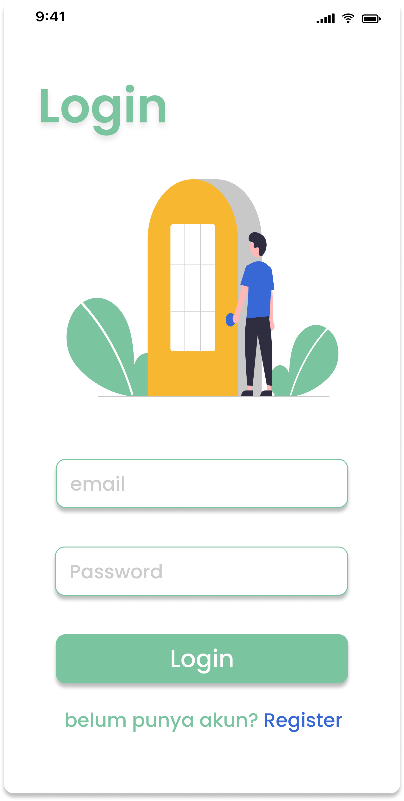 9:41
Login
email
Password
Login
belum punya akun? Register